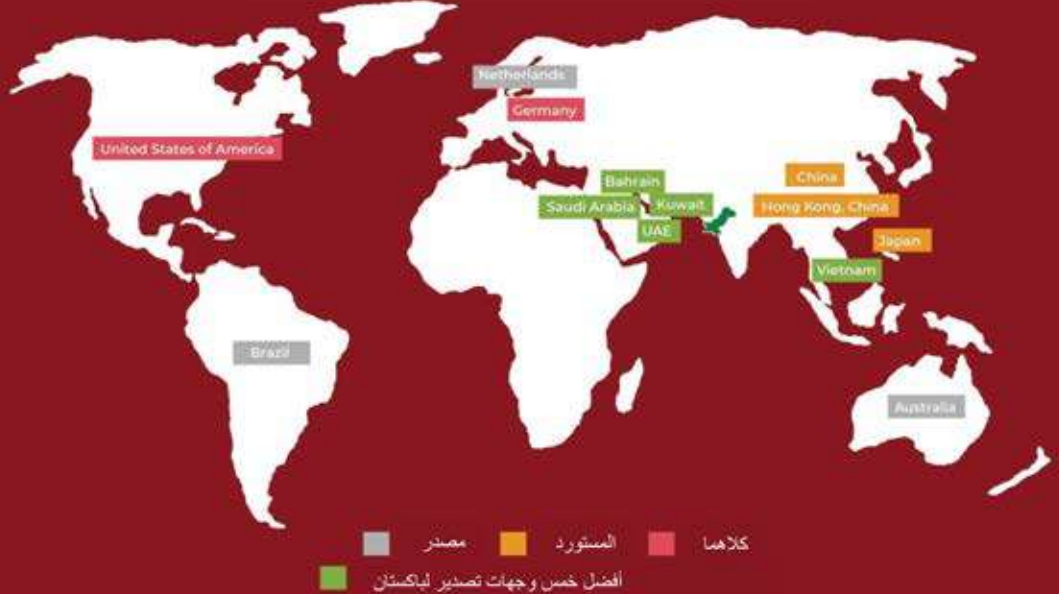 Netherlands
Germany
United States of America
China
Bahrain
Saudi Arabia
Kuwait
Hong Kong, China
UAE
Japan
Vietnam
Brazil
Australia
كلاهما
المستورد
مصدر
أفضل خمس وجهات تصدير لباكستان